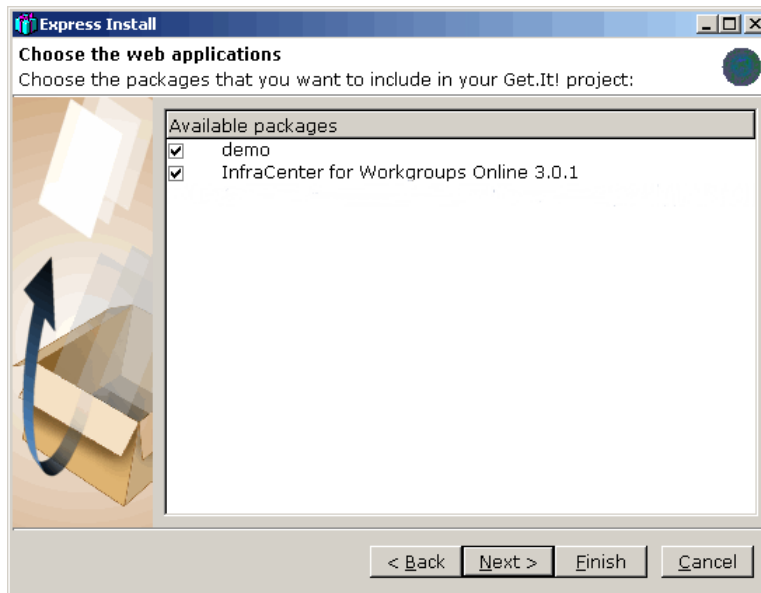 Express Install
Choose the web applications
Choose the packages that you want to include in your Get.It! project:
Available packages
demo
InfraCenter for Workgroups Online 3.0.1
< Back Next > Finish Cancel